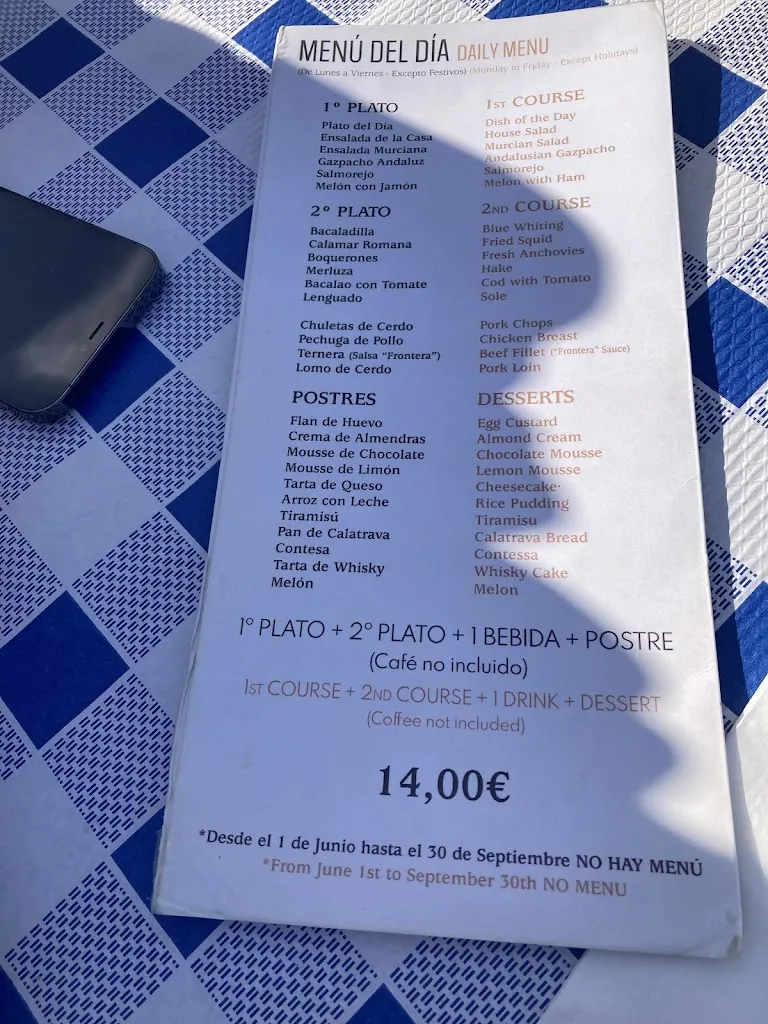 MENÚ DEL DÍA DAILY MENU
(De Lunes a Viernes - Excepto Festivos) (Monday to Friday - Except Holidays)
1º PLATO
Plato del Día
Ensalada de la Casa
Ensalada Murciana
Gazpacho Andaluz
Salmorejo
Melón con Jamón
1ST COURSE
Dish of the Day
House Salad
Murcian Salad
Andalusian Gazpacho
Salmorejo
Melon with Ham
2º PLATO
Bacaladilla
Calamar Romana
Boquerones
Merluza
Bacalao con Tomate
Lenguado
Chuletas de Cerdo
Pechuga de Pollo
Ternera (Salsa "Frontera")
Lomo de Cerdo
2ND COURSE
Blue Whiting
Fried Squid
Fresh Anchovies
Hake
Cod with Tomato
Sole
Pork Chops
Chicken Breast
Beef Fillet ("Frontera" Sauce)
Pork Loin
POSTRES
Flan de Huevo
Crema de Almendras
Mousse de Chocolate
Mousse de Limón
Tarta de Queso
Arroz con Leche
Tiramisú
Pan de Calatrava
Contesa
Tarta de Whisky
Melón
DESSERTS
Egg Custard
Almond Cream
Chocolate Mousse
Lemon Mousse
Cheesecake·
Rice Pudding
Tiramisu
Calatrava Bread
Contessa
Whisky Cake
Melon
1º PLATO + 2º PLATO + 1 BEBIDA + POSTRE
(Café no incluido)
1ST COURSE + 2ND COURSE + 1 DRINK + DESSERT
(Coffee not included)
14,00€
*Desde el 1 de Junio hasta el 30 de Septiembre NO HAY MENÚ
*From June 1st to September 30th NO MENU